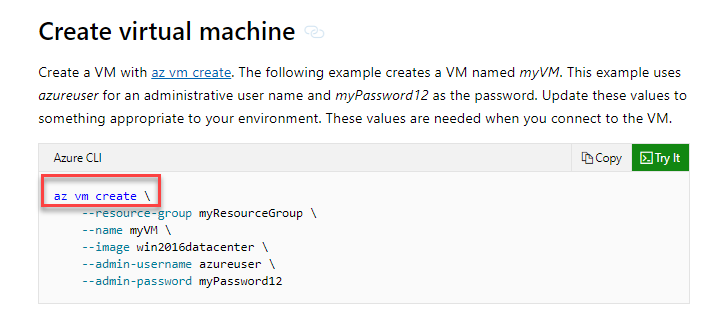 Create virtual machine
Create a VM with az vm create. The following example creates a VM named myVM. This example uses
azureuser for an administrative user name and myPassword12 as the password. Update these values to
something appropriate to your environment. These values are needed when you connect to the VM.
Azure CLI
Copy
Try It
az vm create \
--resource-group myResourceGroup \
--name myVM \
--image win2016datacenter \
--admin-username azureuser \
--admin-password myPassword12